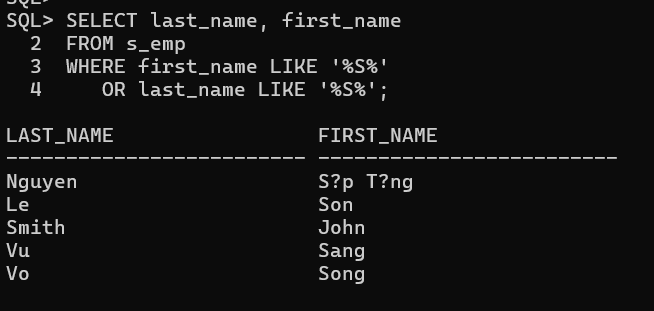 SQL>
SQL> SELECT last_name, first_name
  2  FROM s_emp
  3  WHERE first_name LIKE '%S%'
  4     OR last_name LIKE '%S%';
LAST_NAME                 FIRST_NAME
------------------------- -------------------------
Nguyen                    S?p T?ng
Le                        Son
Smith                     John
Vu                        Sang
Vo                        Song